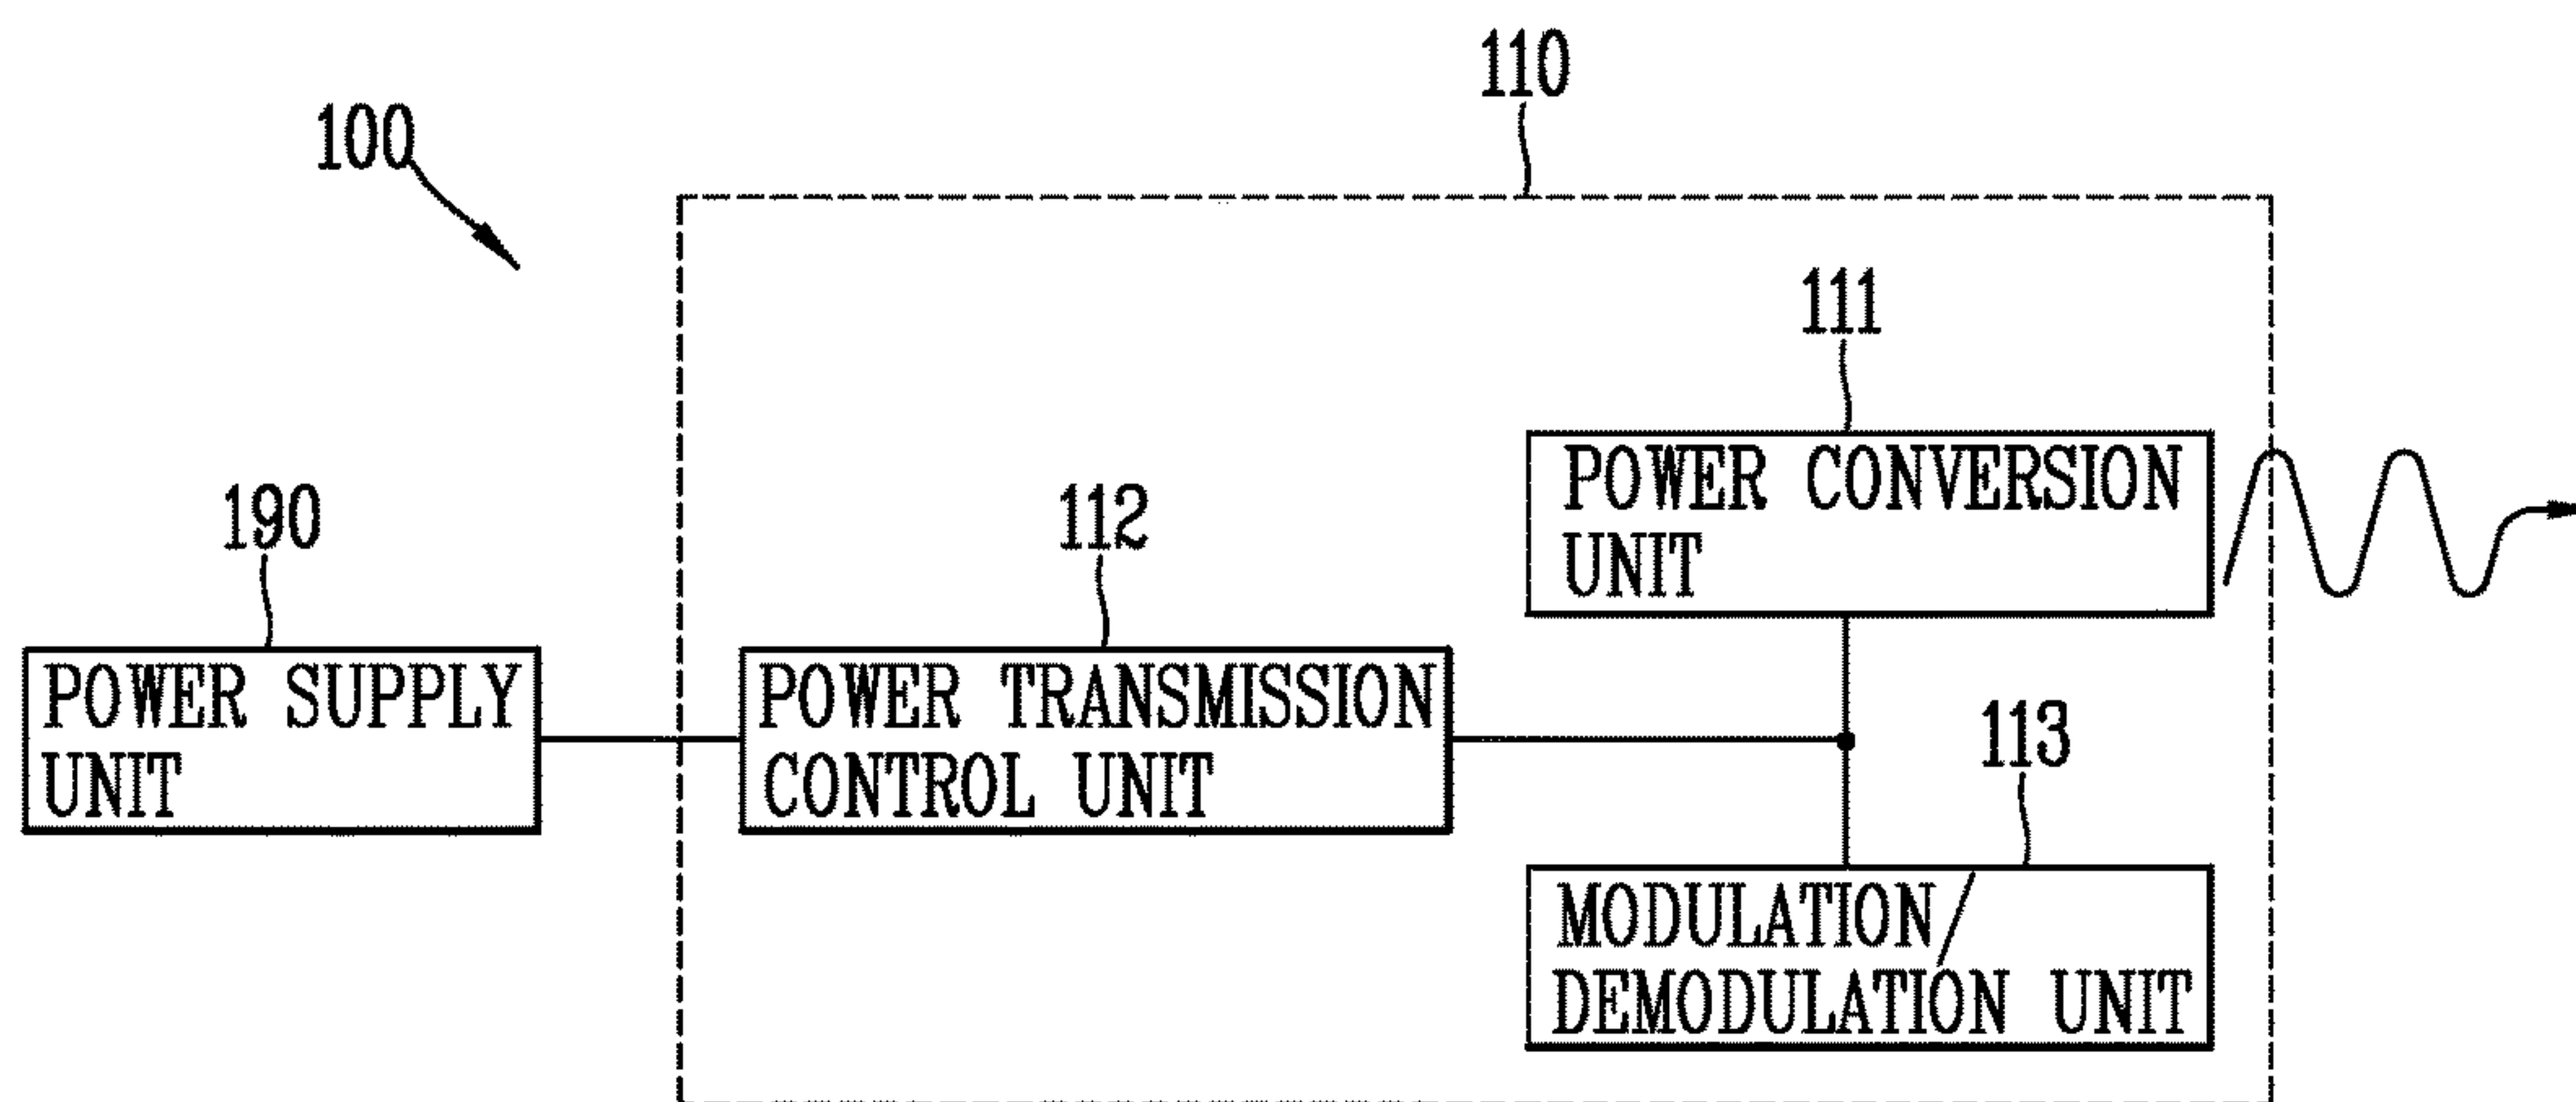 110
100
111
POWER CONVERSION
UNIT
190
112
POWER SUPPLY
UNIT
POWER TRANSMISSION
CONTROL UNIT
113
MODULATION/
DEMODULATION UNIT